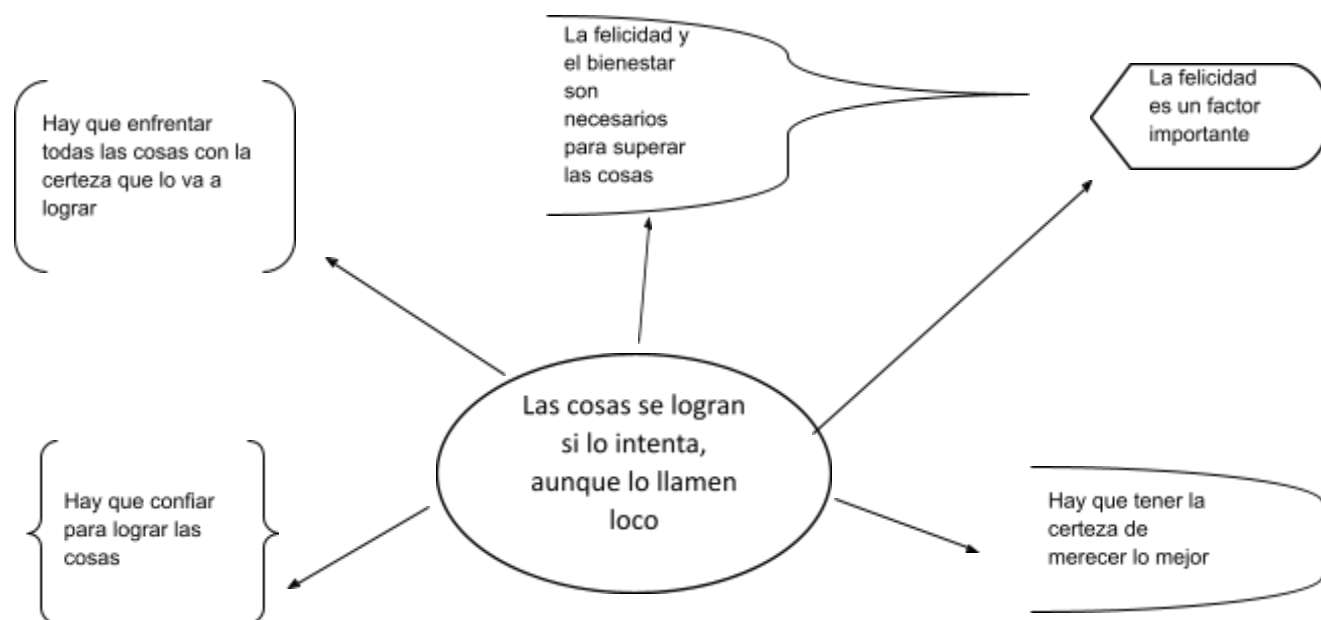 Hay que enfrentar
todas las cosas con la
certeza que lo va a
lograr
La felicidad y
el bienestar
son
necesarios
para superar
las cosas
La felicidad
es un factor
importante
Las cosas se logran
si lo intenta,
aunque lo llamen
loco
Hay que confiar
para lograr las
cosas
Hay que tener la
certeza de
merecer lo mejor